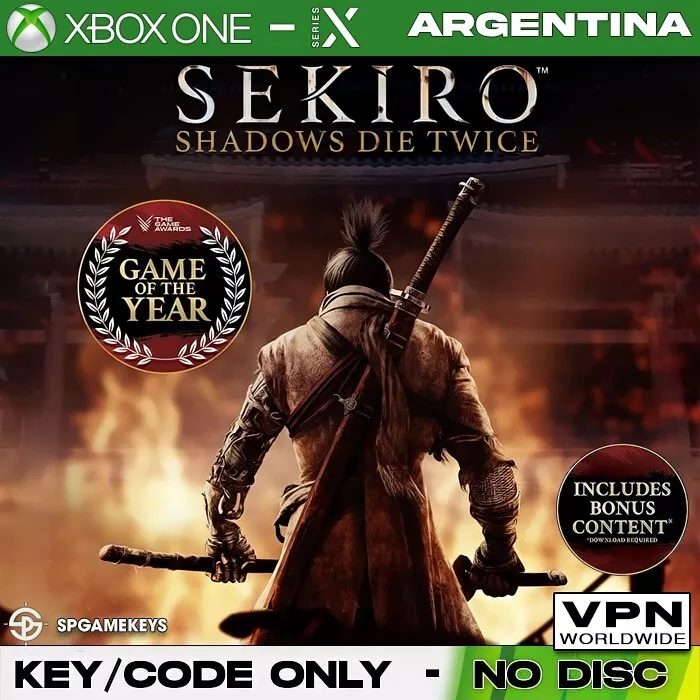 XBOX ONE - SERIES X ARGENTINA
SEKIRO™
SHADOWS DIE TWICE
THE
GAME
AWARDS
GAME
OF THE
YEAR
INCLUDES
BONUS
CONTENT*
*DOWNLOAD REQUIRED
SPGAMEKEYS
VPN
WORLDWIDE
KEY/CODE ONLY - NO DISC